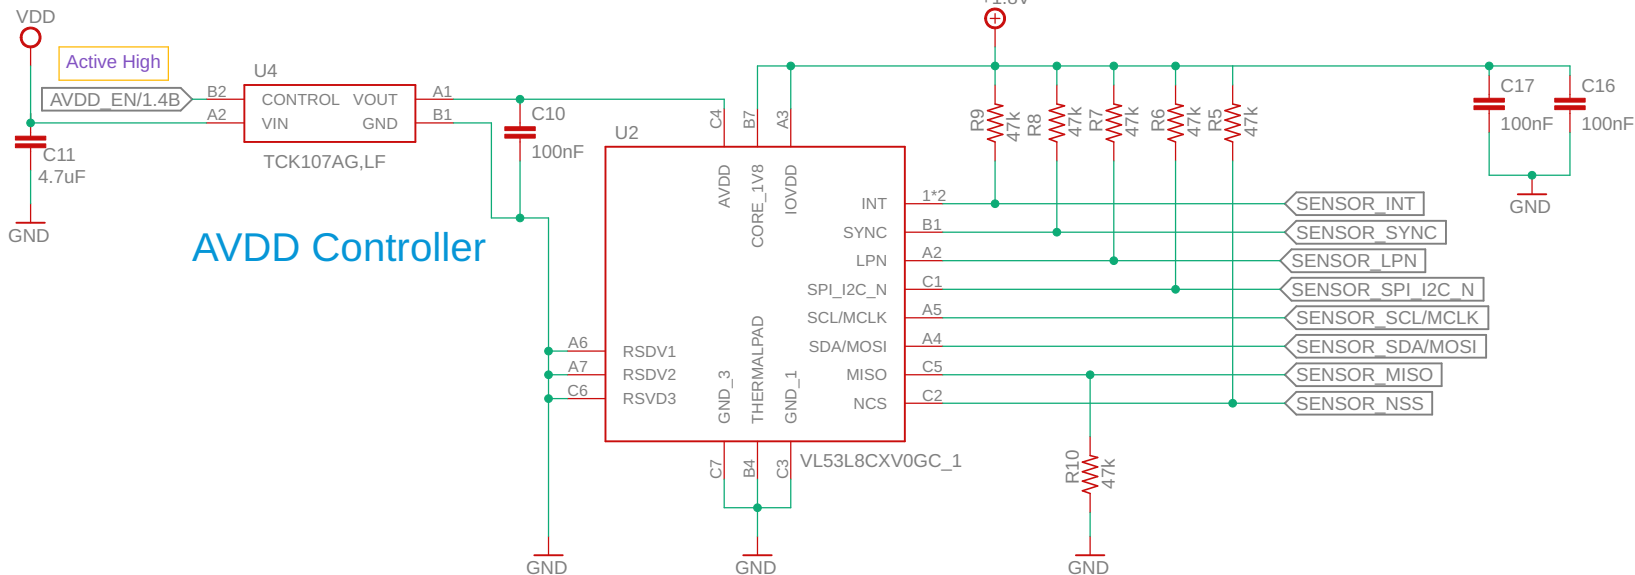 VDD
+1.8V
Active High
U4
AVDD_EN/1.4B
B2
CONTROL
VOUT
A1
A2
VIN
GND
B1
TCK107AG,LF
C11
4.7uF
GND
C10
100nF
AVDD Controller
U2
C4
B7
A3
AVDD
CORE_1V8
IOVDD
R9
47k
R8
47k
R7
47k
R6
47k
R5
47k
C17
100nF
C16
100nF
GND
INT
1*2
SENSOR_INT
SYNC
B1
SENSOR_SYNC
LPN
A2
SENSOR_LPN
SPI_I2C_N
C1
SENSOR_SPI_I2C_N
SCL/MCLK
A5
SENSOR_SCL/MCLK
SDA/MOSI
A4
SENSOR_SDA/MOSI
MISO
C5
SENSOR_MISO
NCS
C2
SENSOR_NSS
A6
RSDV1
A7
RSDV2
C6
RSVD3
GND_3
THERMALPAD
GND_1
C7
B4
C3
VL53L8CXV0GC_1
R10
47k
GND
GND
GND